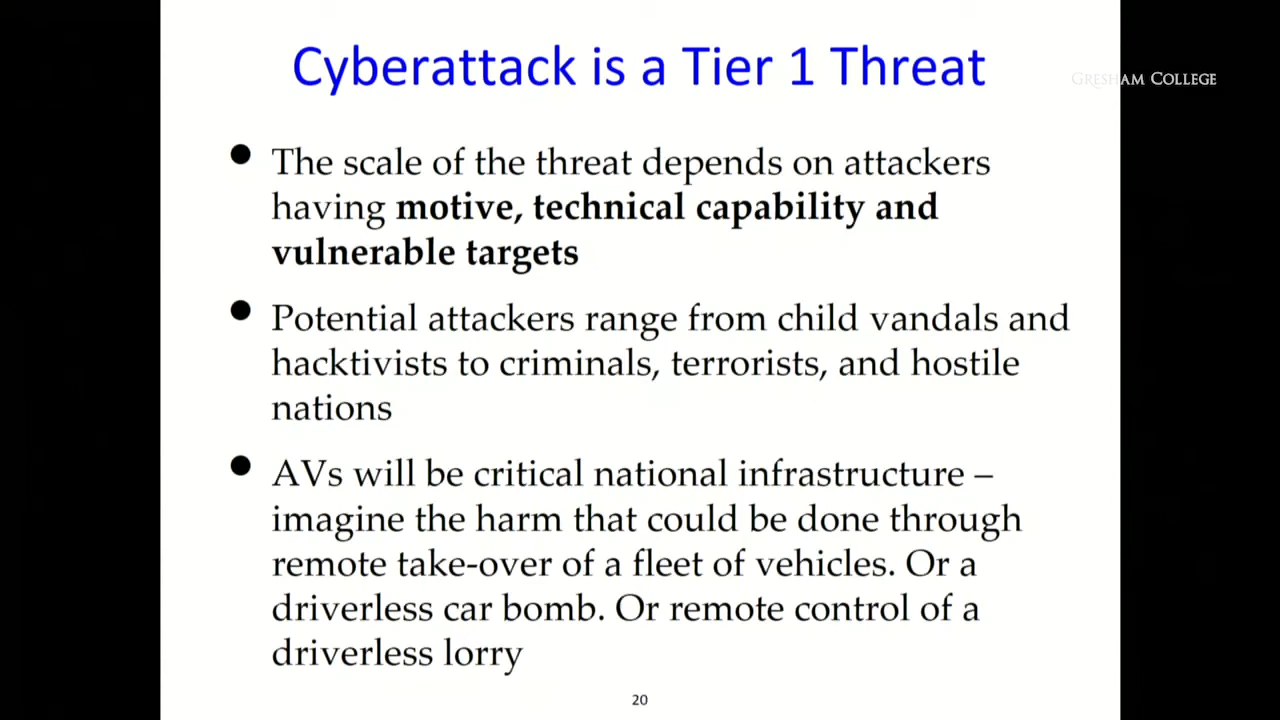 Cyberattack is a Tier 1 Threat
GRESHAM COLLEGE
• The scale of the threat depends on attackers
having motive, technical capability and
vulnerable targets
• Potential attackers range from child vandals and
hacktivists to criminals, terrorists, and hostile
nations
• AVs will be critical national infrastructure –
imagine the harm that could be done through
remote take-over of a fleet of vehicles. Or a
driverless car bomb. Or remote control of a
driverless lorry
20